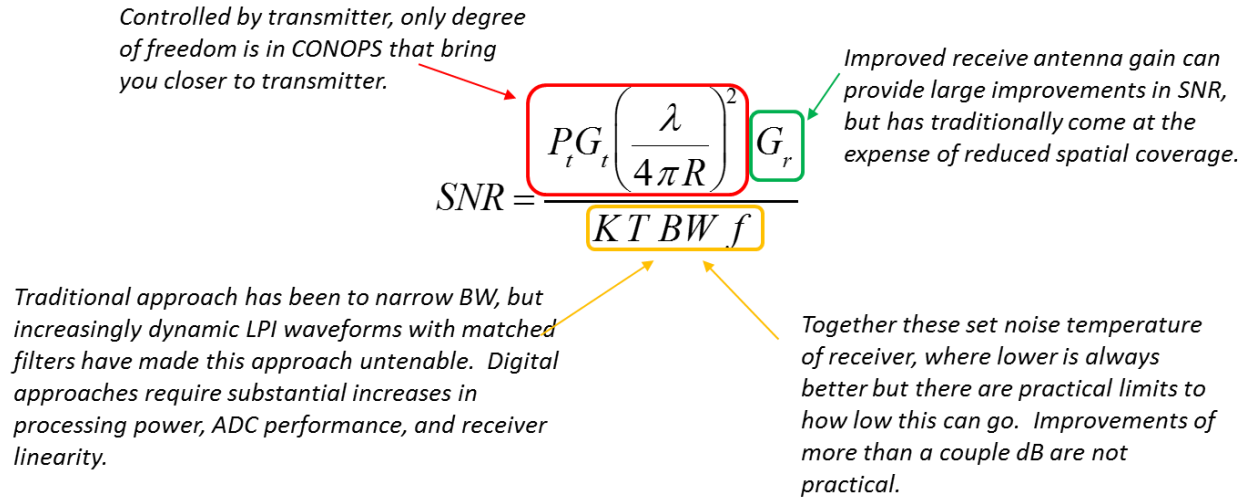 Controlled by transmitter, only degree
of freedom is in CONOPS that bring
you closer to transmitter.
Improved receive antenna gain can
provide large improvements in SNR,
but has traditionally come at the
expense of reduced spatial coverage.
SNR = P_t G_t (λ / 4πR)^2 G_r / K T BW f
Traditional approach has been to narrow BW, but
increasingly dynamic LPI waveforms with matched
filters have made this approach untenable.  Digital
approaches require substantial increases in
processing power, ADC performance, and receiver
linearity.
Together these set noise temperature
of receiver, where lower is always
better but there are practical limits to
how low this can go.  Improvements of
more than a couple dB are not
practical.